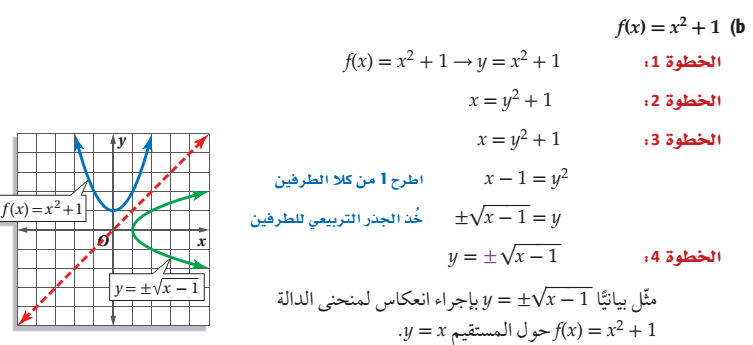 f(x) = x² + 1 (b
الخطوة 1: f(x) = x² + 1 → y = x² + 1
الخطوة 2: x = y² + 1
الخطوة 3: x = y² + 1
x − 1 = y² اطرح 1 من كلا الطرفين
±√(x − 1) = y خُذ الجذر التربيعي للطرفين
الخطوة 4: y = ±√(x − 1)
مثّل بيانيًّا y = ±√(x − 1) بإجراء انعكاس لمنحنى الدالة
f(x) = x² + 1 حول المستقيم y = x.
y
f(x) = x² + 1
O
x
y = ±√(x − 1)